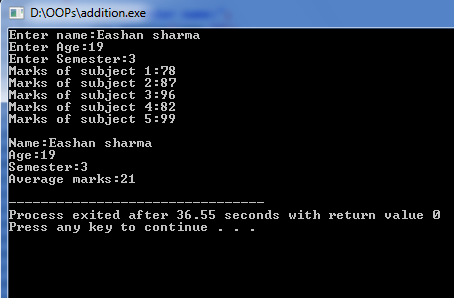 D:\OOPs\addition.exe
Enter name:Eashan sharma
Enter Age:19
Enter Semester:3
Marks of subject 1:78
Marks of subject 2:87
Marks of subject 3:96
Marks of subject 4:82
Marks of subject 5:99
Name:Eashan sharma
Age:19
Semester:3
Average marks:21
--------------------------------
Process exited after 36.55 seconds with return value 0
Press any key to continue . . .